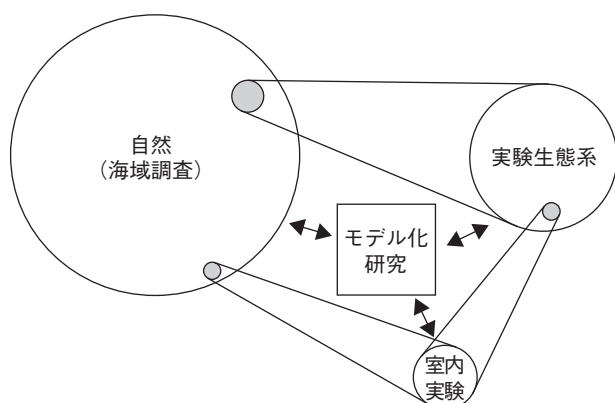 自然
（海域調査）
実験生態系
モデル化
研究
室内
実験